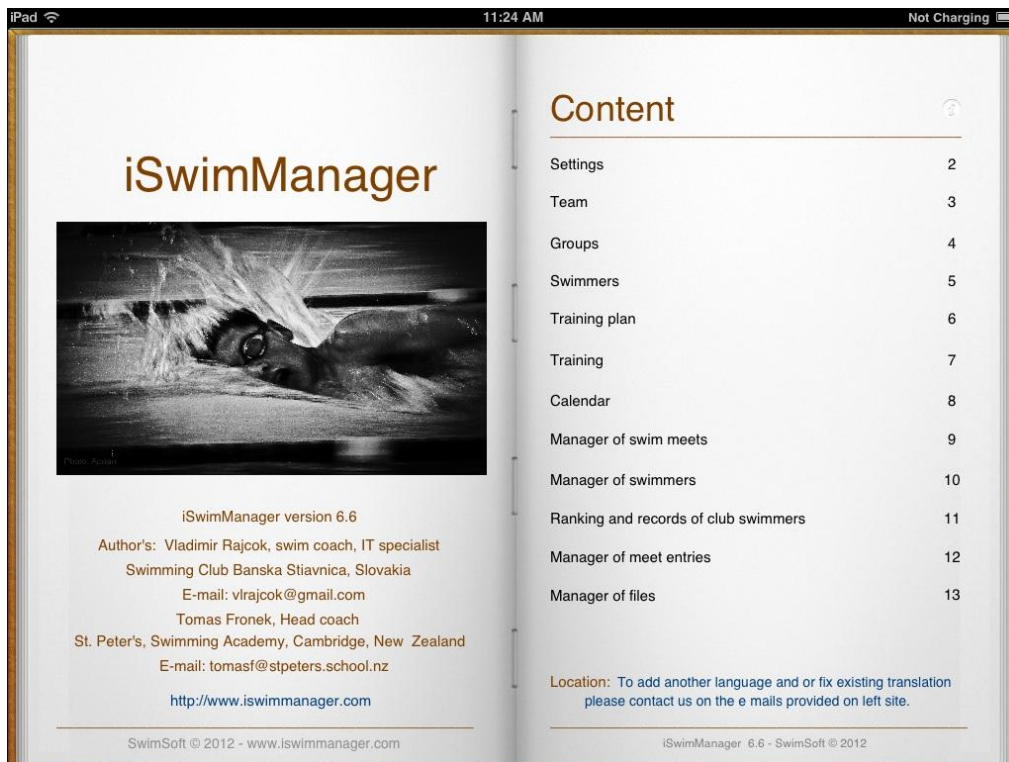 iPad
11:24 AM
Not Charging
iSwimManager
Photo: Adrian
iSwimManager version 6.6
Author's: Vladimir Rajcok, swim coach, IT specialist
Swimming Club Banska Stiavnica, Slovakia
E-mail: vlrajcok@gmail.com
Tomas Fronek, Head coach
St. Peter's, Swimming Academy, Cambridge, New Zealand
E-mail: tomasf@stpeters.school.nz
http://www.iswimmanager.com
SwimSoft © 2012 - www.iswimmanager.com
Content
Settings 2
Team 3
Groups 4
Swimmers 5
Training plan 6
Training 7
Calendar 8
Manager of swim meets 9
Manager of swimmers 10
Ranking and records of club swimmers 11
Manager of meet entries 12
Manager of files 13
Location: To add another language and or fix existing translation
please contact us on the e mails provided on left site.
iSwimManager 6.6 - SwimSoft © 2012